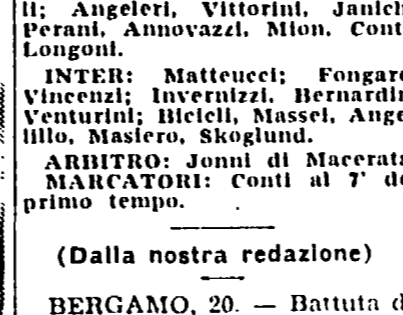 li; Angeleri, Vittorini, Janich
Perani, Annovazzi, Mion, Conti
Longoni.
INTER: Matteucci; Fongaro
Vincenzi; Invernizzi, Bernardin
Venturini; Bicicli, Massei, Ange
lillo, Masiero, Skoglund.
ARBITRO: Jonni di Macerata
MARCATORI: Conti al 7' de
primo tempo.
(Dalla nostra redazione)
BERGAMO, 20. — Battuta d